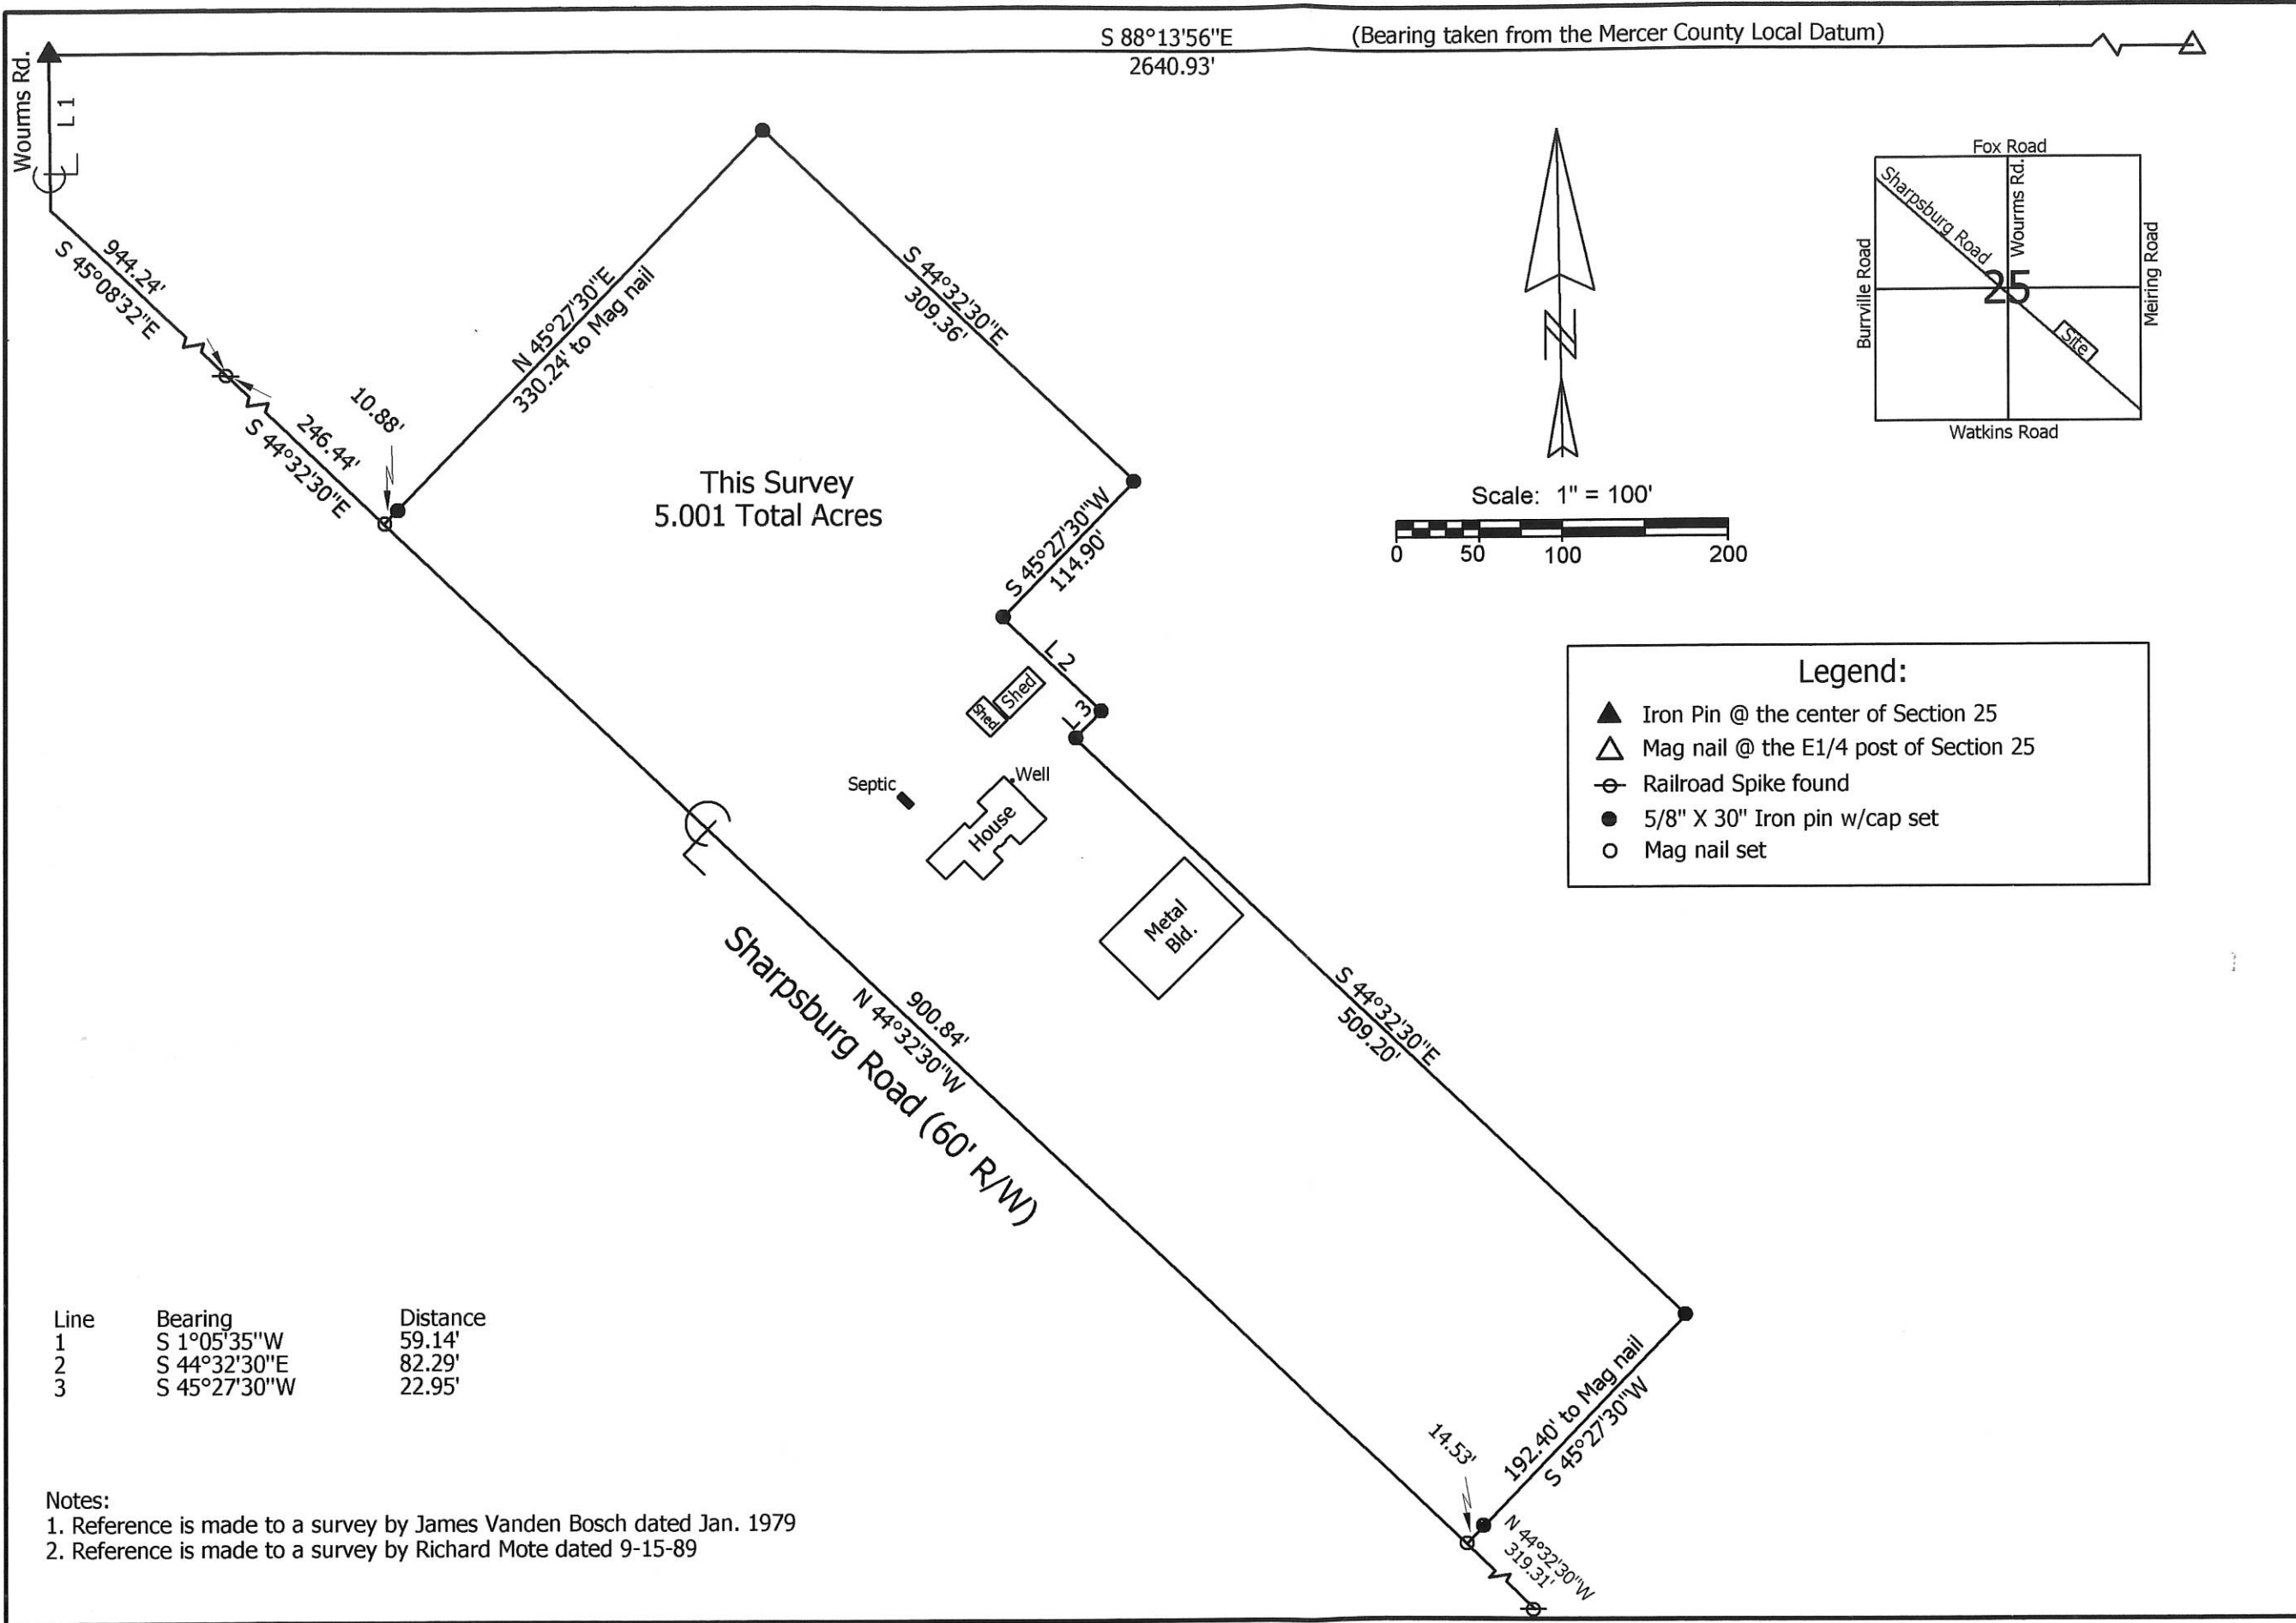 S 88°13'56"E
(Bearing taken from the Mercer County Local Datum)
2640.93'
Woums Rd.
L 1
944.24'
S 45°08'32"E
246.44'
S 44°32'30"E
10.88'
N 45°27'30"E
330.24' to Mag nail
S 44°32'30"E
309.36'
This Survey
5.001 Total Acres
S 45°27'30"W
114.90'
L 2
L 3
Shed
Shed
Septic
Well
House
Metal
Bld.
N
Scale: 1" = 100'
0 50 100 200
Fox Road
Sharpsburg Road
Wourms Rd.
Burrville Road
25
Meiring Road
Site
Watkins Road
Legend:
Iron Pin @ the center of Section 25
Mag nail @ the E1/4 post of Section 25
Railroad Spike found
5/8" X 30" Iron pin w/cap set
Mag nail set
900.84'
N 44°32'30"W
Sharpsburg Road (60' R/W)
S 44°32'30"E
509.20'
192.40' to Mag nail
S 45°27'30"W
14.53'
N 44°32'30"W
319.31'
Line Bearing Distance
1 S 1°05'35"W 59.14'
2 S 44°32'30"E 82.29'
3 S 45°27'30"W 22.95'
Notes:
1. Reference is made to a survey by James Vanden Bosch dated Jan. 1979
2. Reference is made to a survey by Richard Mote dated 9-15-89